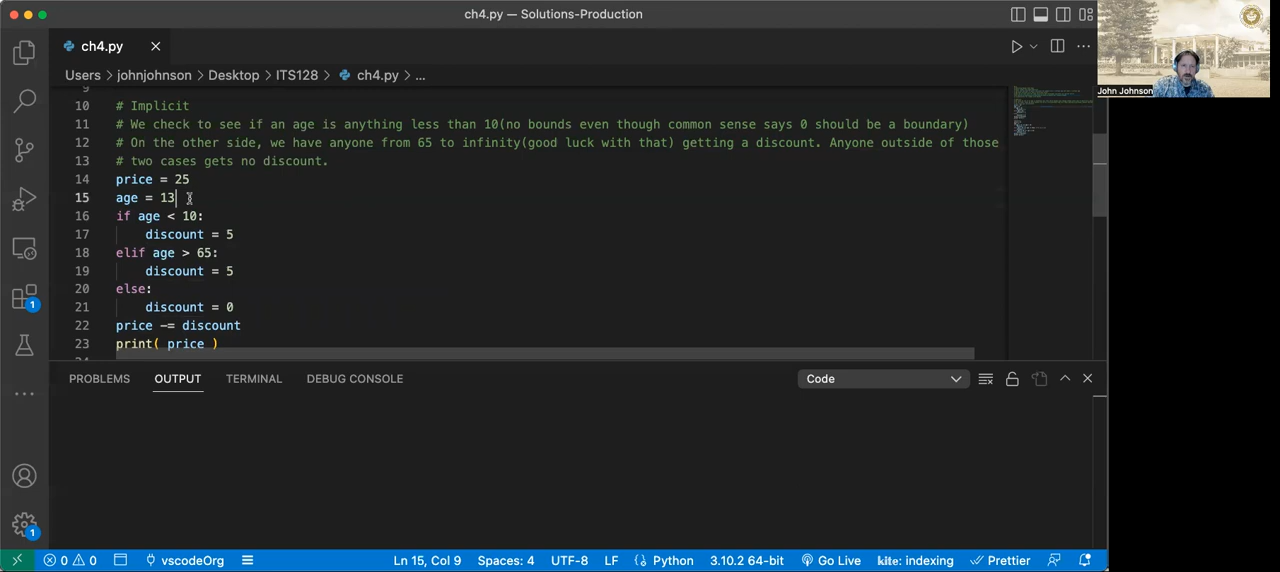 ch4.py — Solutions-Production
ch4.py
Users > johnjohnson > Desktop > ITS128 > ch4.py > ...
10 # Implicit
11 # We check to see if an age is anything less than 10(no bounds even though common sense says 0 should be a boundary)
12 # On the other side, we have anyone from 65 to infinity(good luck with that) getting a discount. Anyone outside of those
13 # two cases gets no discount.
14 price = 25
15 age = 13
16 if age < 10:
17 discount = 5
18 elif age > 65:
19 discount = 5
20 else:
21 discount = 0
22 price -= discount
23 print( price )
John Johnson
PROBLEMS OUTPUT TERMINAL DEBUG CONSOLE Code
1
1
0 0 vscodeOrg Ln 15, Col 9 Spaces: 4 UTF-8 LF Python 3.10.2 64-bit Go Live kite: indexing Prettier